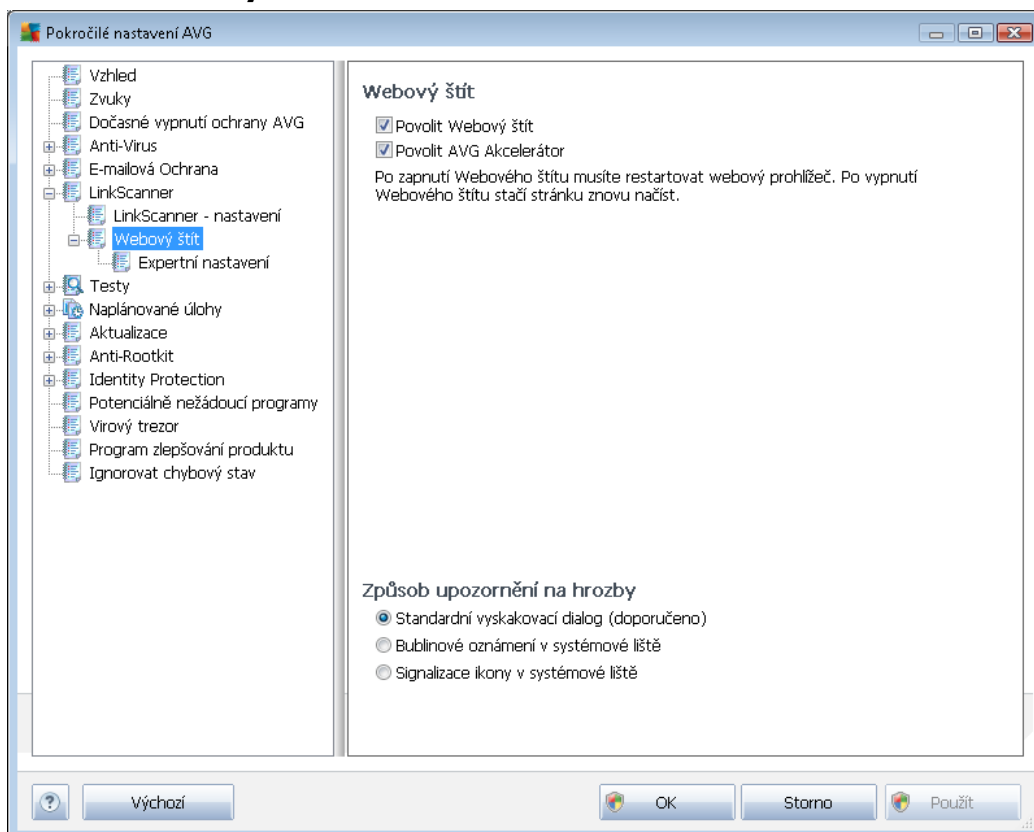 Pokročilé nastavení AVG
Vzhled
Zvuky
Dočasné vypnutí ochrany AVG
Anti-Virus
E-mailová Ochrana
LinkScanner
LinkScanner - nastavení
Webový štít
Expertní nastavení
Testy
Naplánované úlohy
Aktualizace
Anti-Rootkit
Identity Protection
Potenciálně nežádoucí programy
Virový trezor
Program zlepšování produktu
Ignorovat chybový stav
Webový štít
Povolit Webový štít
Povolit AVG Akcelerátor
Po zapnutí Webového štítu musíte restartovat webový prohlížeč. Po vypnutí
Webového štítu stačí stránku znovu načíst.
Způsob upozornění na hrozby
Standardní vyskakovací dialog (doporučeno)
Bublinové oznámení v systémové liště
Signalizace ikony v systémové liště
? Výchozí OK Storno Použít